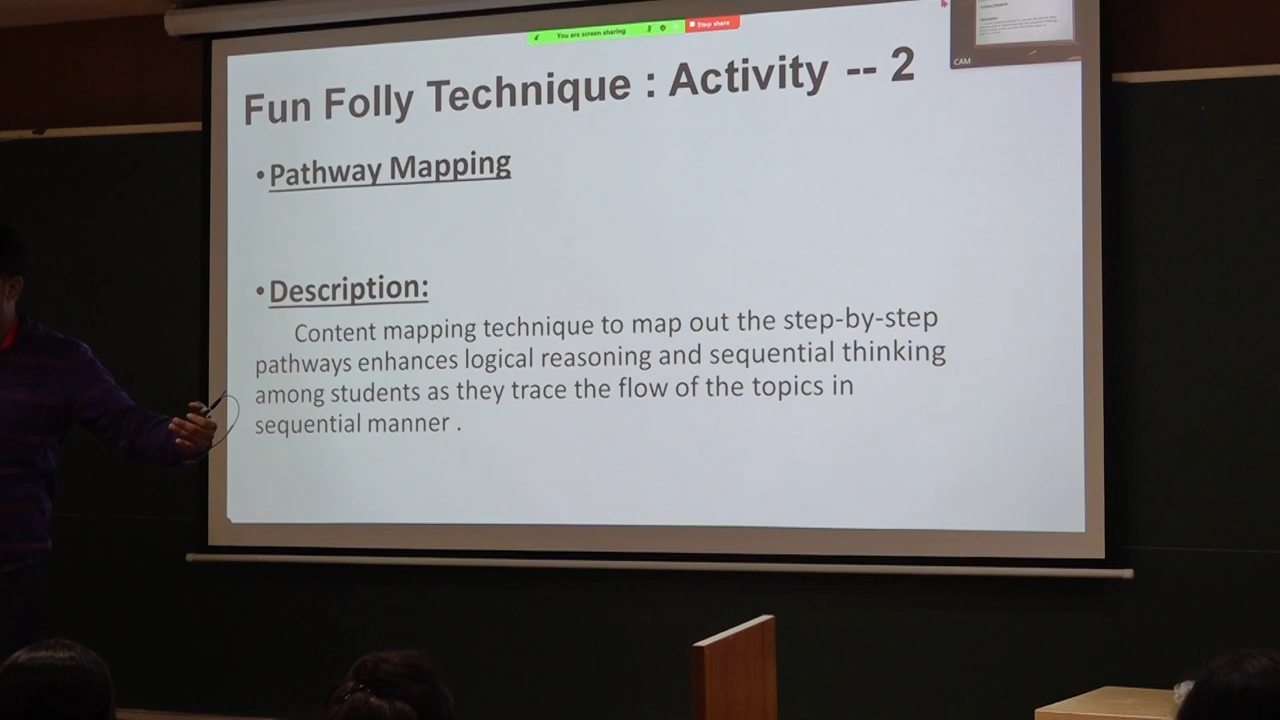 You are screen sharing
Stop share
CAM
Fun Folly Technique : Activity -- 2
•Pathway Mapping
•Description:
Content mapping technique to map out the step-by-step
pathways enhances logical reasoning and sequential thinking
among students as they trace the flow of the topics in
sequential manner .